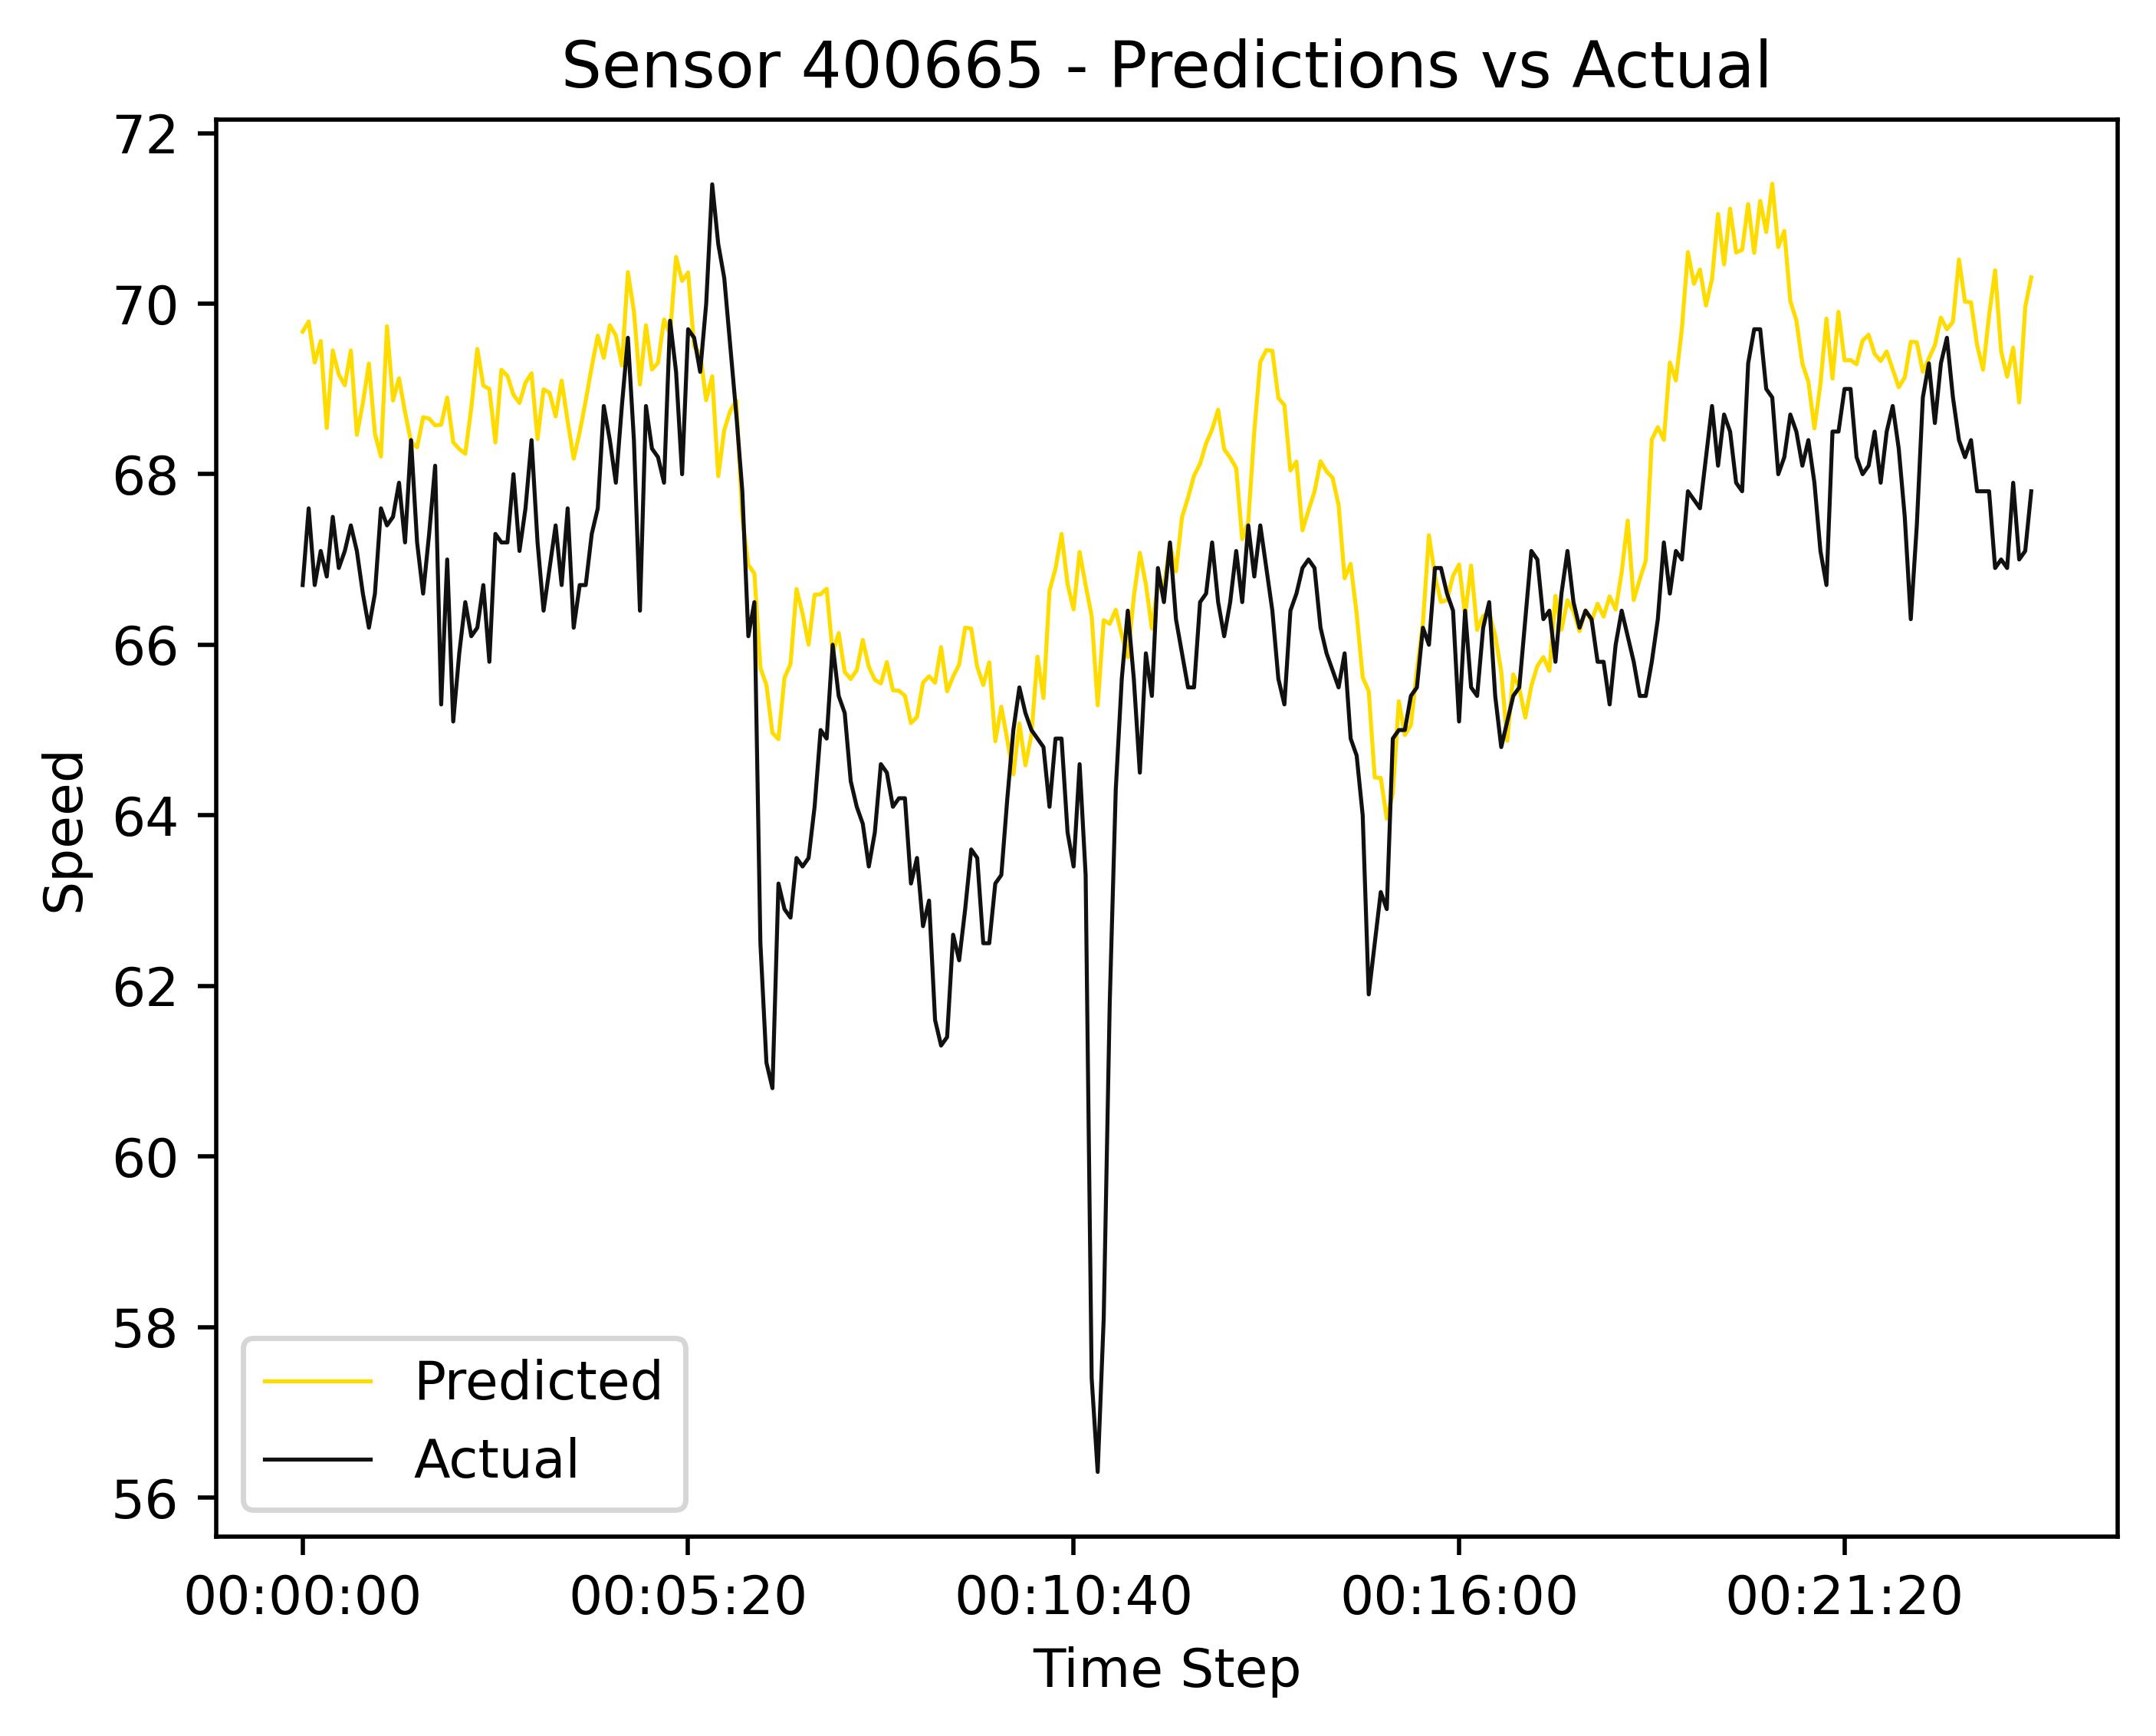 Sensor 400665 - Predictions vs Actual
72
70
68
66
64
62
60
58
56
Speed
Predicted
Actual
00:00:00 00:05:20 00:10:40 00:16:00 00:21:20
Time Step